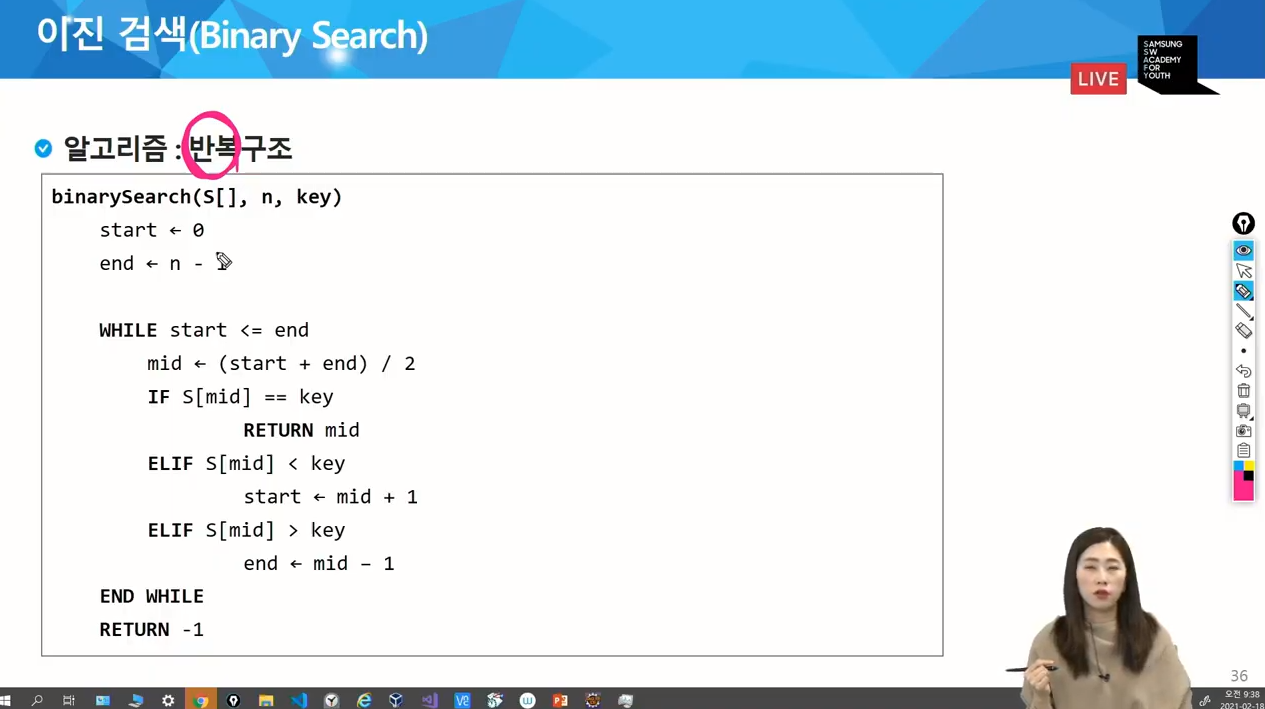 이진 검색(Binary Search)
SAMSUNG
SW
ACADEMY
FOR
YOUTH
LIVE
알고리즘 : 반복구조
binarySearch(S[], n, key)
start ← 0
end ← n -
WHILE start <= end
mid ← (start + end) / 2
IF S[mid] == key
RETURN mid
ELIF S[mid] < key
start ← mid + 1
ELIF S[mid] > key
end ← mid – 1
END WHILE
RETURN -1
36
오전 9:38
2021-02-18